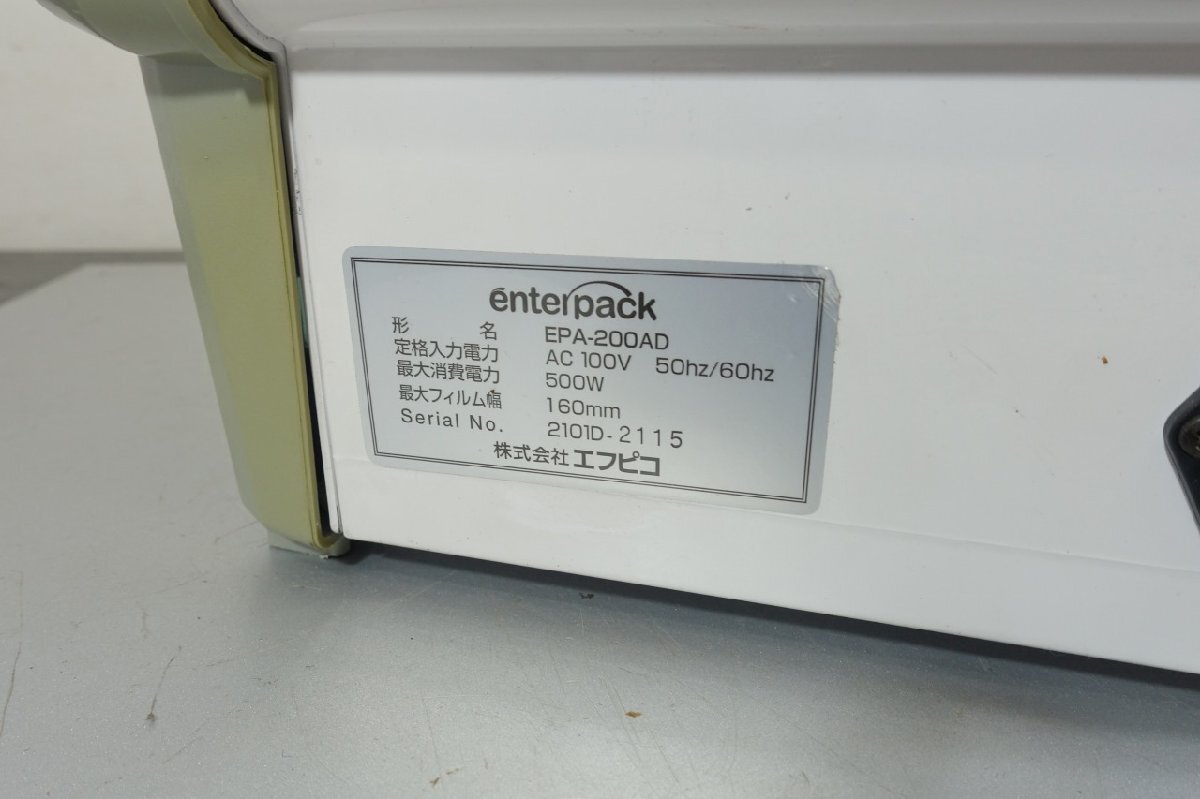 enterpack
形名 EPA-200AD
定格入力電力 AC 100V 50hz/60hz
最大消費電力 500W
最大フィルム幅 160mm
Serial No. 2101D-2115
株式会社エフピコ